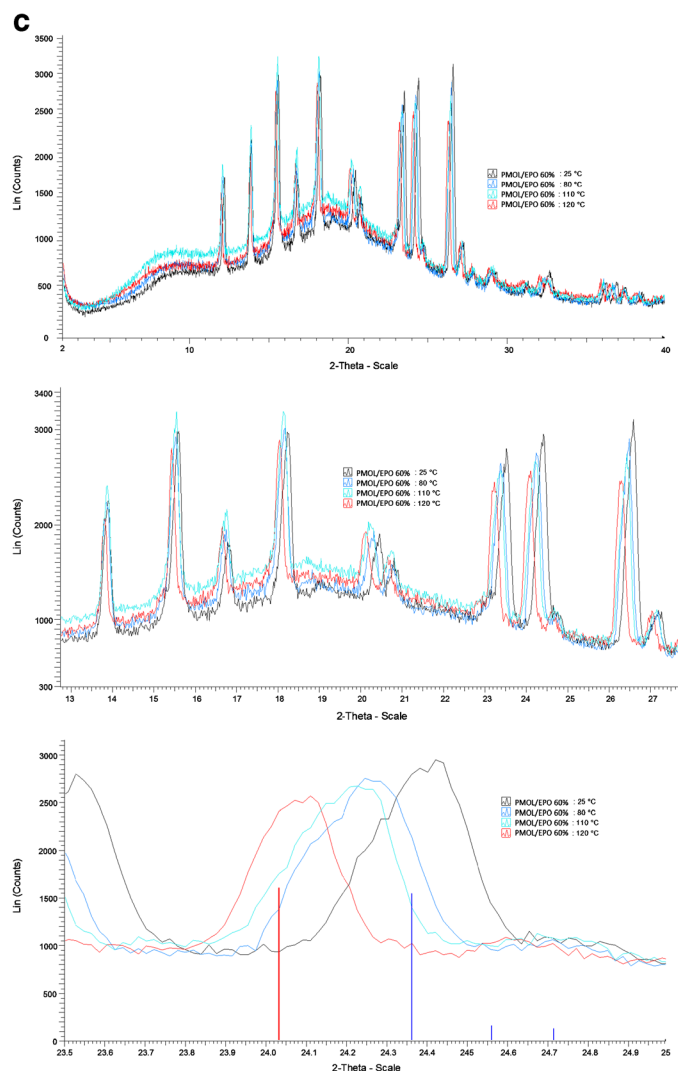 C
3500
3000
2500
2000
1500
1000
500
0
Lin (Counts)
PMOL/EPO 60% : 25 °C
PMOL/EPO 60% : 80 °C
PMOL/EPO 60% : 110 °C
PMOL/EPO 60% : 120 °C
2 10 20 30 40
2-Theta - Scale
3400
3000
2000
1000
300
Lin (Counts)
PMOL/EPO 60% : 25 °C
PMOL/EPO 60% : 80 °C
PMOL/EPO 60% : 110 °C
PMOL/EPO 60% : 120 °C
13 14 15 16 17 18 19 20 21 22 23 24 25 26 27
2-Theta - Scale
3000
2500
2000
1500
1000
500
0
Lin (Counts)
PMOL/EPO 60% : 25 °C
PMOL/EPO 60% : 80 °C
PMOL/EPO 60% : 110 °C
PMOL/EPO 60% : 120 °C
23.5 23.6 23.7 23.8 23.9 24.0 24.1 24.2 24.3 24.4 245 24.6 24.7 24.8 24.9 25
2-Theta - Scale